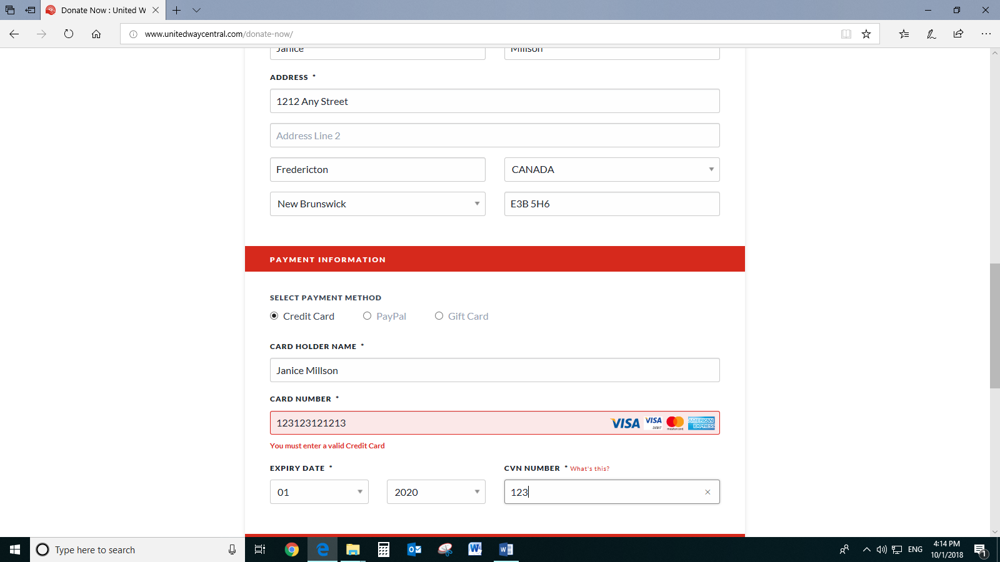 Donate Now : United W
www.unitedwaycentral.com/donate-now/
Janice Millson
ADDRESS *
1212 Any Street
Address Line 2
Fredericton CANADA
New Brunswick E3B 5H6
PAYMENT INFORMATION
SELECT PAYMENT METHOD
Credit Card PayPal Gift Card
CARD HOLDER NAME *
Janice Millson
CARD NUMBER *
123123121213 VISA VISA DEBIT mastercard AMERICAN EXPRESS
You must enter a valid Credit Card
EXPIRY DATE * CVN NUMBER * What's this?
01 2020 123
Type here to search
ENG 4:14 PM
10/1/2018 1